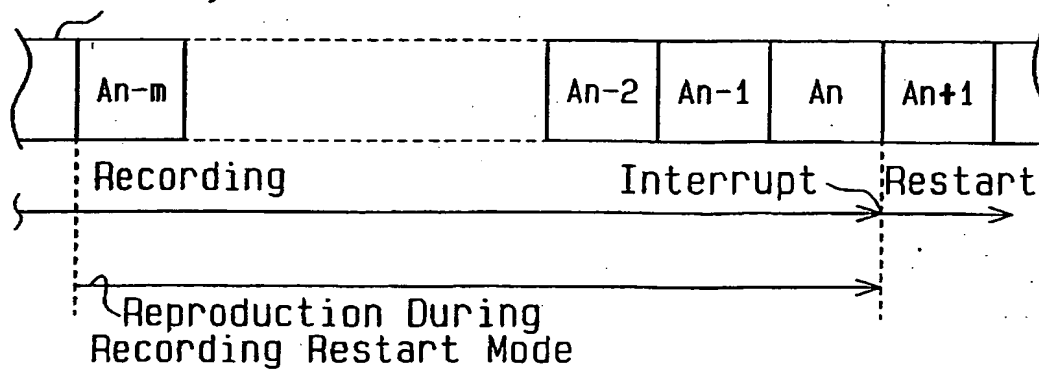 An-m An-2 An-1 An An+1
Recording Interrupt Restart
Reproduction During
Recording Restart Mode